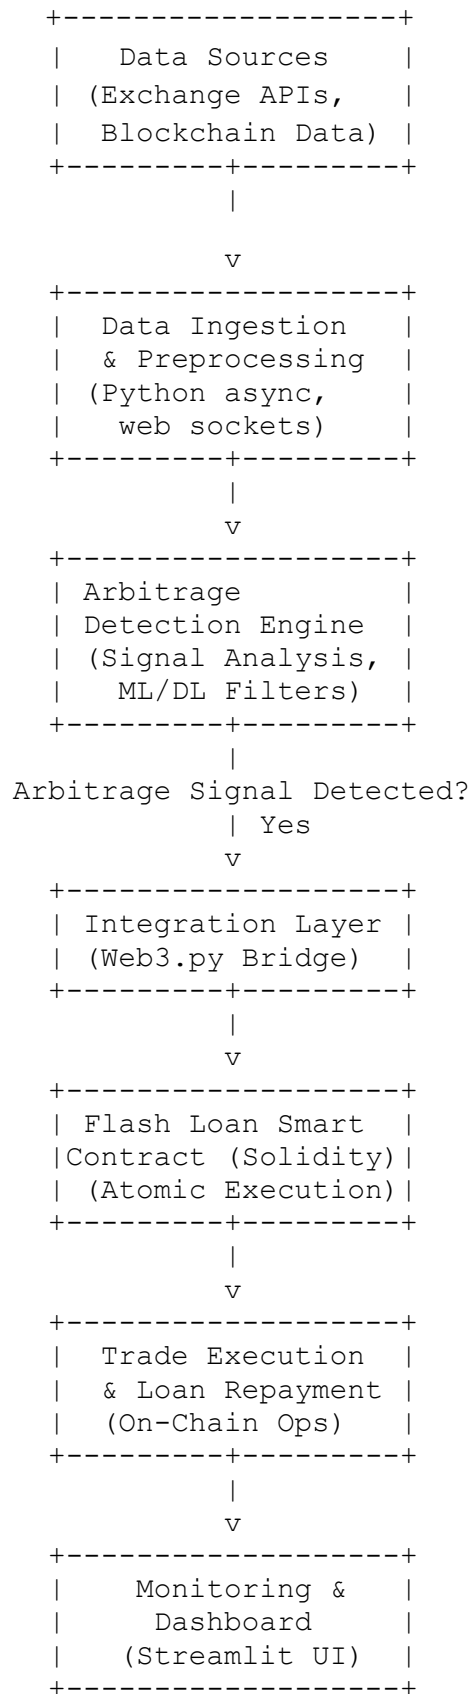 +-------------------+
|   Data Sources    |
| (Exchange APIs,   |
|  Blockchain Data) |
+---------+---------+
|
v
+-------------------+
|  Data Ingestion   |
|  & Preprocessing  |
| (Python async,    |
|   web sockets)    |
+---------+---------+
|
v
+-------------------+
| Arbitrage         |
| Detection Engine  |
| (Signal Analysis, |
|   ML/DL Filters)  |
+---------+---------+
|
Arbitrage Signal Detected?
| Yes
v
+-------------------+
| Integration Layer |
| (Web3.py Bridge)  |
+---------+---------+
|
v
+-------------------+
| Flash Loan Smart  |
|Contract (Solidity)|
| (Atomic Execution)|
+---------+---------+
|
v
+-------------------+
|  Trade Execution  |
|  & Loan Repayment |
|  (On-Chain Ops)   |
+---------+---------+
|
v
+-------------------+
|    Monitoring &   |
|     Dashboard     |
|   (Streamlit UI)  |
+-------------------+